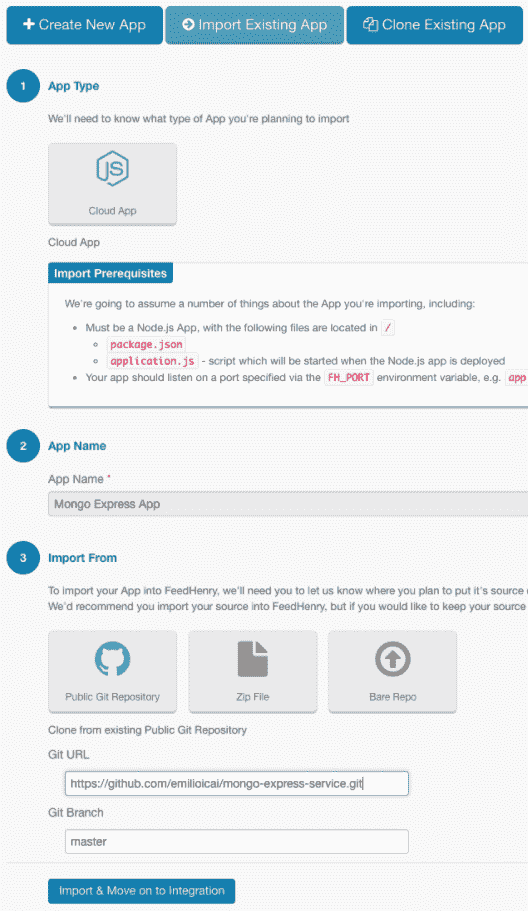 Create New App
Import Existing App
Clone Existing App
1
App Type
We'll need to know what type of App you're planning to import
JS
Cloud App
Cloud App
Import Prerequisites
We're going to assume a number of things about the App you're importing, including:
Must be a Node.js App, with the following files are located in /
package.json
application.js - script which will be started when the Node.js app is deployed
Your app should listen on a port specified via the FH_PORT environment variable, e.g. app
2
App Name
App Name *
Mongo Express App
3
Import From
To import your App into FeedHenry, we'll need you to let us know where you plan to put it's source
We'd recommend you import your source into FeedHenry, but if you would like to keep your source
Public Git Repository
Zip File
Bare Repo
Clone from existing Public Git Repository
Git URL
https://github.com/emilioicai/mongo-express-service.git
Git Branch
master
Import & Move on to Integration